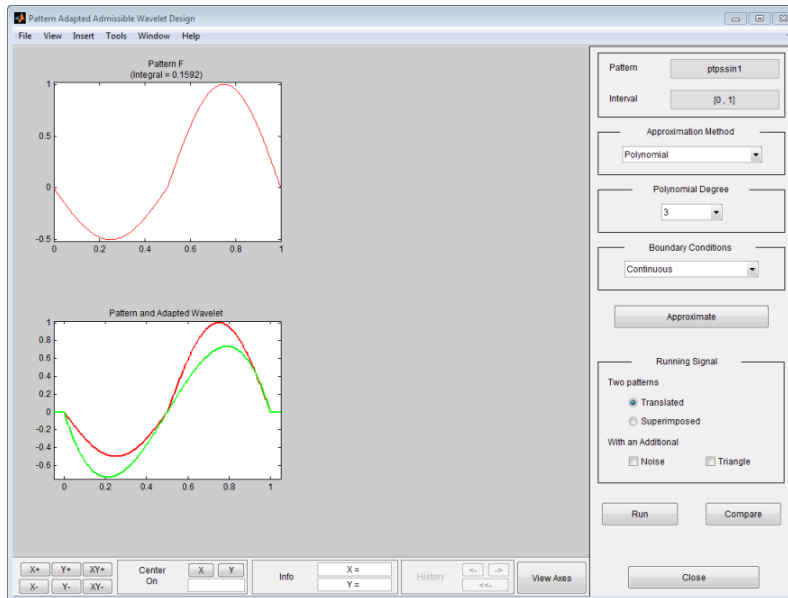 Pattern Adapted Admissible Wavelet Design
File View Insert Tools Window Help
Pattern F
(Integral = 0.1592)
1
0.5
0
-0.5
0 0.2 0.4 0.6 0.8 1
Pattern and Adapted Wavelet
1
0.8
0.6
0.4
0.2
0
-0.2
-0.4
-0.6
0 0.2 0.4 0.6 0.8 1
Pattern ptpssin1
Interval [0 , 1]
Approximation Method
Polynomial
Polynomial Degree
3
Boundary Conditions
Continuous
Approximate
Running Signal
Two patterns
Translated
Superimposed
With an Additional
Noise Triangle
Run Compare
Close
X+ Y+ XY+
X- Y- XY-
Center
On
X Y
Info
X =
Y =
History
<- ->
<<-
View Axes